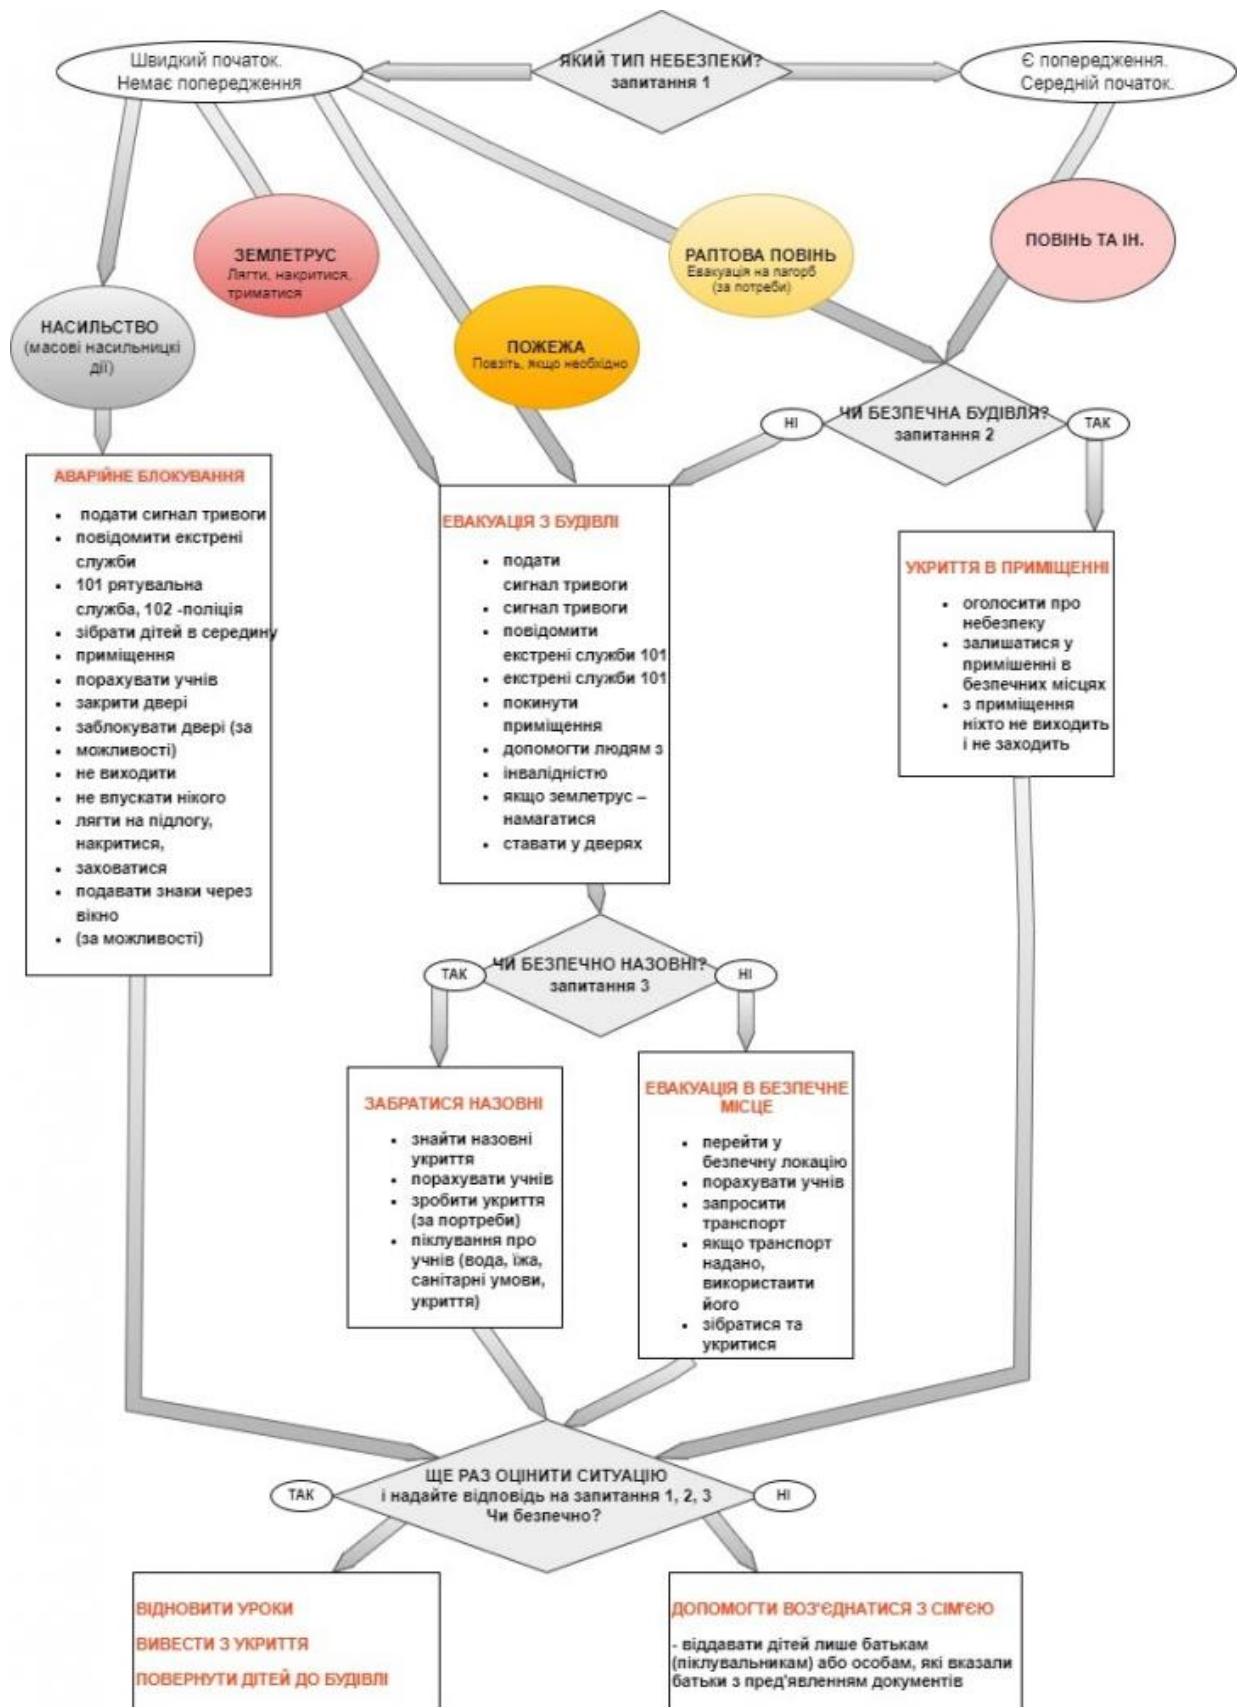 ЯКИЙ ТИП НЕБЕЗПЕКИ?
запитання 1
Швидкий початок.
Немає попередження
Є попередження.
Середній початок.
ЗЕМЛЕТРУС
Лягти, накритися,
триматися
РАПТОВА ПОВІНЬ
Евакуація на пагорб
(за потреби)
ПОВІНЬ ТА ІН.
НАСИЛЬСТВО
(масові насильницкі
дії)
ПОЖЕЖА
Повзіть, якщо необхідно
ЧИ БЕЗПЕЧНА БУДІВЛЯ?
запитання 2
НІ
ТАК
АВАРІЙНЕ БЛОКУВАННЯ
• подати сигнал тривоги
• повідомити екстрені
служби
• 101 рятувальна
служба, 102 -поліція
• зібрати дітей в середину
• приміщення
• порахувати учнів
• закрити двері
• заблокувати двері (за
• можливості)
• не виходити
• не впускати нікого
• лягти на підлогу,
накритися,
• заховатися
• подавати знаки через
вікно
• (за можливості)
ЕВАКУАЦІЯ З БУДІВЛІ
• подати
сигнал тривоги
• сигнал тривоги
• повідомити
екстрені служби 101
• екстрені служби 101
• покинути
приміщення
• допомогти людям з
• інвалідністю
• якщо землетрус –
намагатися
• ставати у дверях
УКРИТТЯ В ПРИМІЩЕННІ
• оголосити про
небезпеку
• залишатися у
примішенні в
безпечних місцях
• з приміщення
ніхто не виходить
і не заходить
ЧИ БЕЗПЕЧНО НАЗОВНІ?
запитання 3
ТАК
НІ
ЗАБРАТИСЯ НАЗОВНІ
• знайти назовні
укриття
• порахувати учнів
• зробити укриття
(за портреби)
• піклування про
учнів (вода, їжа,
санітарні умови,
укриття)
ЕВАКУАЦІЯ В БЕЗПЕЧНЕ
МІСЦЕ
• перейти у
безпечну локацію
• порахувати учнів
• запросити
транспорт
• якщо транспорт
надано,
використаити
його
• зібратися та
укритися
ЩЕ РАЗ ОЦІНИТИ СИТУАЦІЮ
і надайте відповідь на запитання 1, 2, 3
Чи безпечно?
ТАК
НІ
ВІДНОВИТИ УРОКИ
ВИВЕСТИ З УКРИТТЯ
ПОВЕРНУТИ ДІТЕЙ ДО БУДІВЛІ
ДОПОМОГТИ ВОЗ'ЄДНАТИСЯ З СІМ'ЄЮ
- віддавати дітей лише батькам
(піклувальникам) або особам, які вказали
батьки з пред'явленням документів